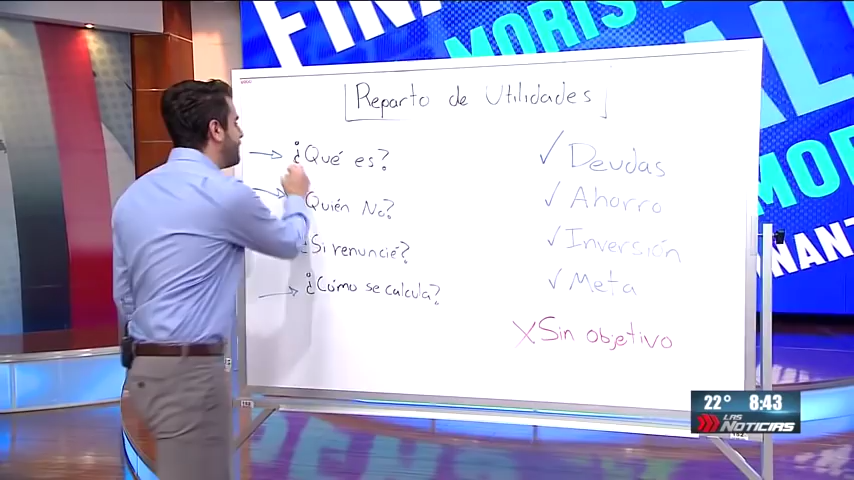 Reparto de Utilidades
¿Qué es?
Quién No?
¿Si renuncié?
¿Cómo se calcula?
✓ Deudas
✓ Ahorro
✓ Inversión
✓ Meta
X Sin objetivo
MORIS
22° 8:43
LAS
NOTICIAS